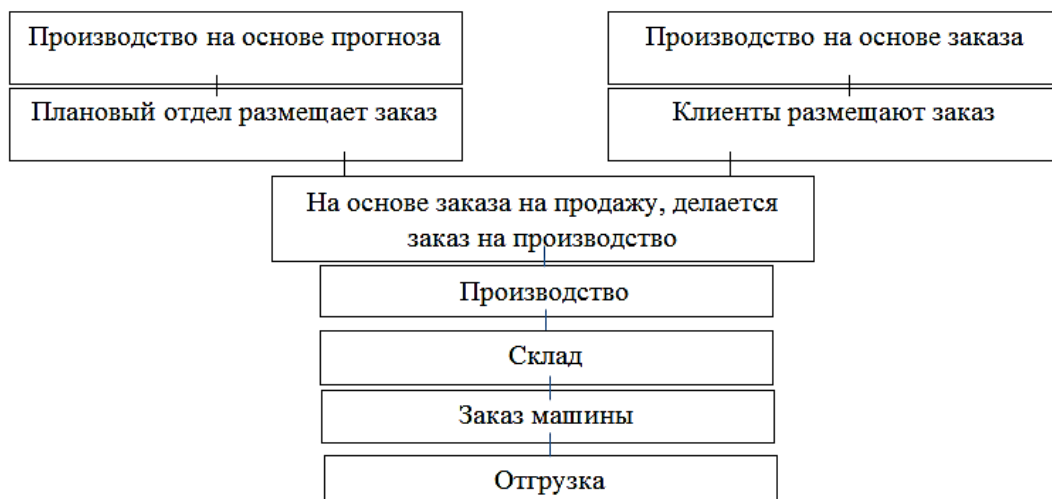 Производство на основе прогноза
Производство на основе заказа
Плановый отдел размещает заказ
Клиенты размещают заказ
На основе заказа на продажу, делается
заказ на производство
Производство
Склад
Заказ машины
Отгрузка